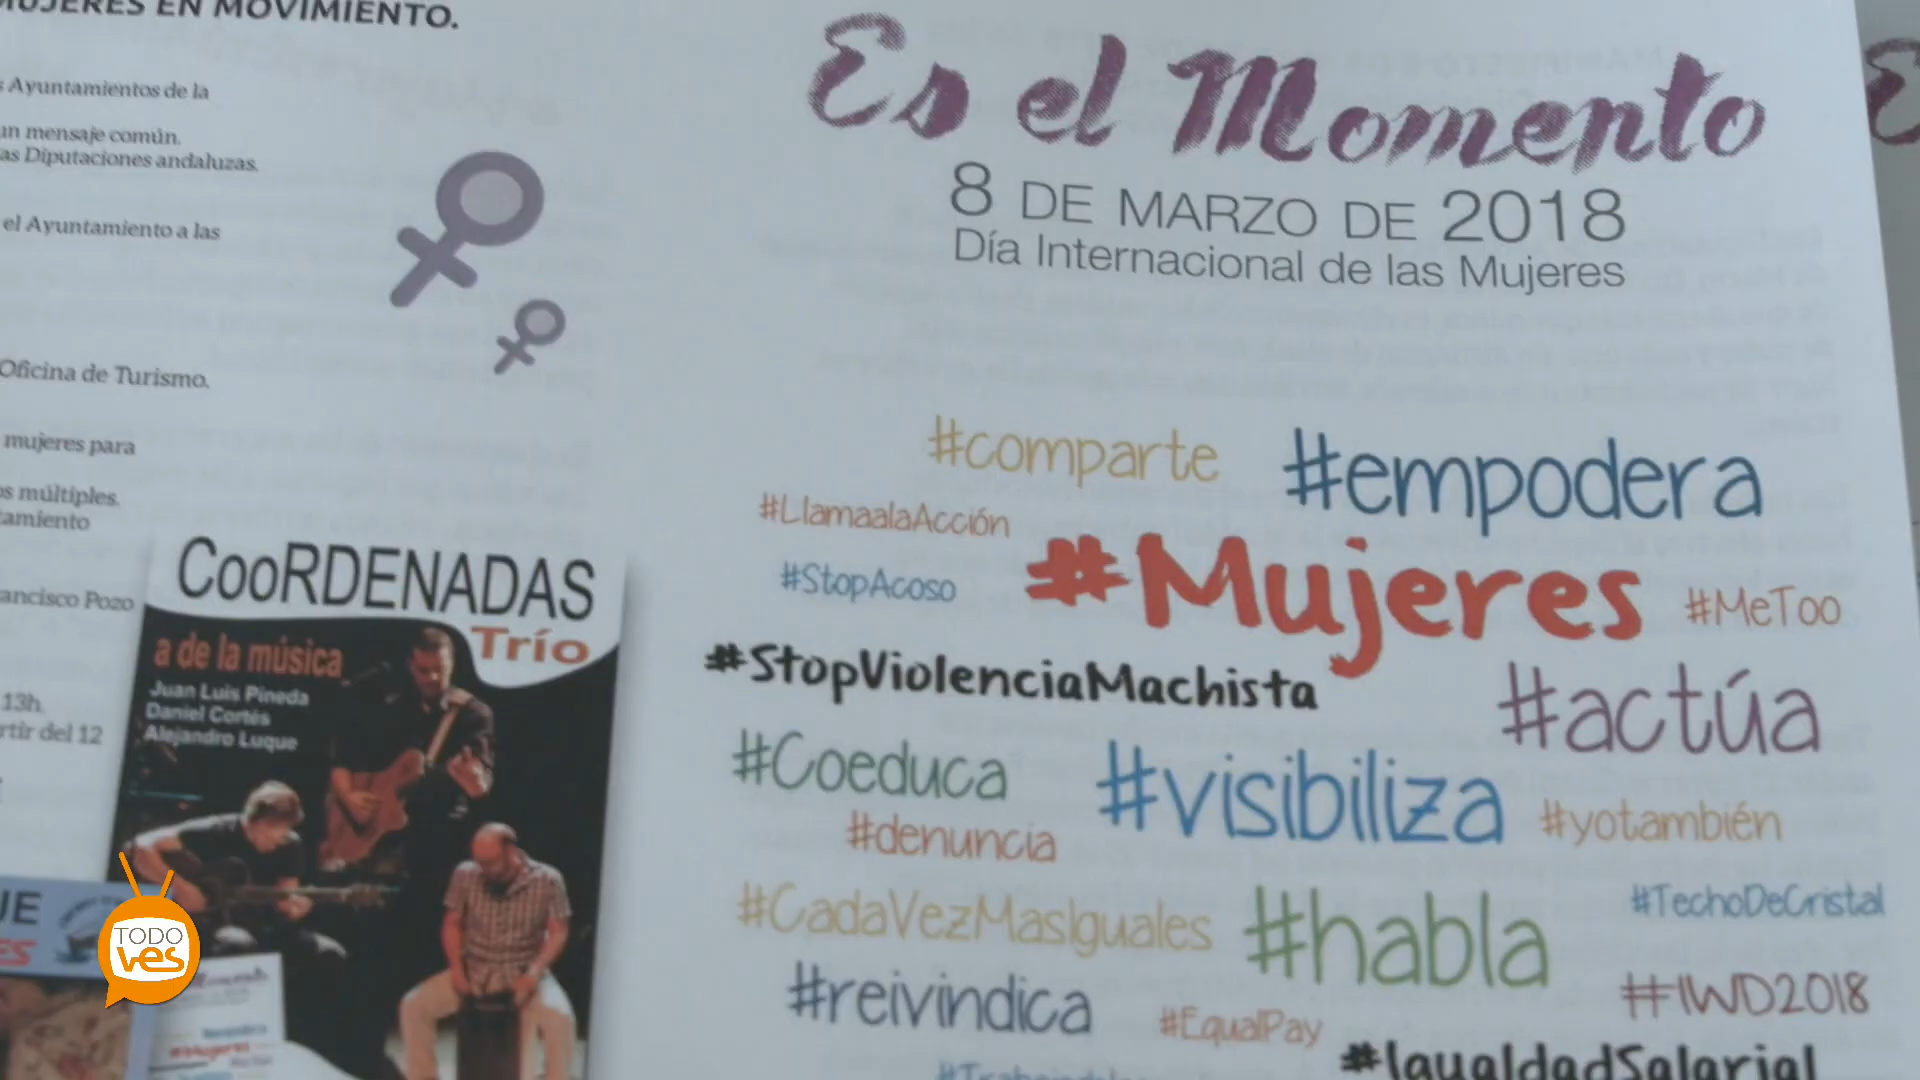 MUJERES EN MOVIMIENTO.
Ayuntamientos de la
un mensaje común.
as Diputaciones andaluzas.
el Ayuntamiento a las
Oficina de Turismo.
mujeres para
múltiples.
ancisco Pozo
13h.
del 12
CooRDENADAS
Trío
a de la música
Juan Luis Pineda
Daniel Cortés
Alejandro Luque
TODO
ves
Es el Momento
8 DE MARZO DE 2018
Día Internacional de las Mujeres
#comparte #empodera
#LlamaalaAcción
#StopAcoso #Mujeres #MeToo
#StopViolenciaMachista #actúa
#Coeduca #visibiliza #yotambién
#denuncia
#CadaVezMasIguales #habla #TechoDeCristal
#reivindica #EqualPay #IWD2018
#IgualdadSalarial